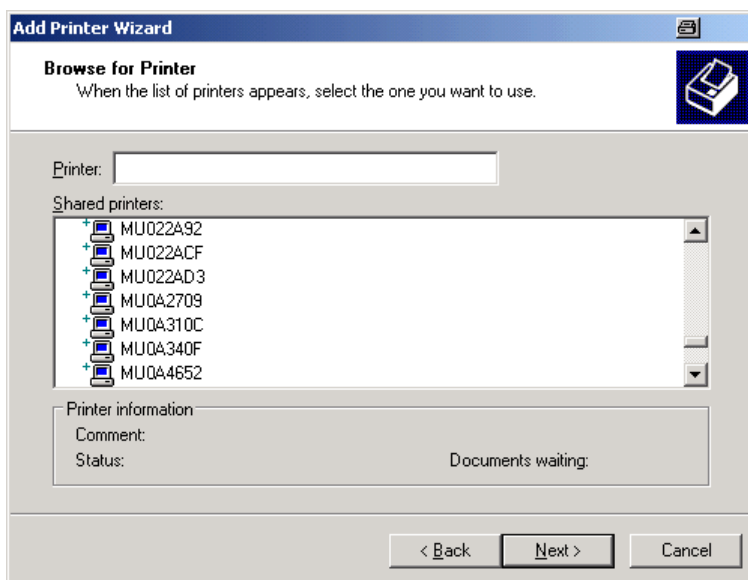 Add Printer Wizard
Browse for Printer
When the list of printers appears, select the one you want to use.
Printer:
Shared printers:
MU022A92
MU022ACF
MU022AD3
MU0A2709
MU0A310C
MU0A340F
MU0A4652
Printer information
Comment:
Status: Documents waiting:
< Back Next > Cancel